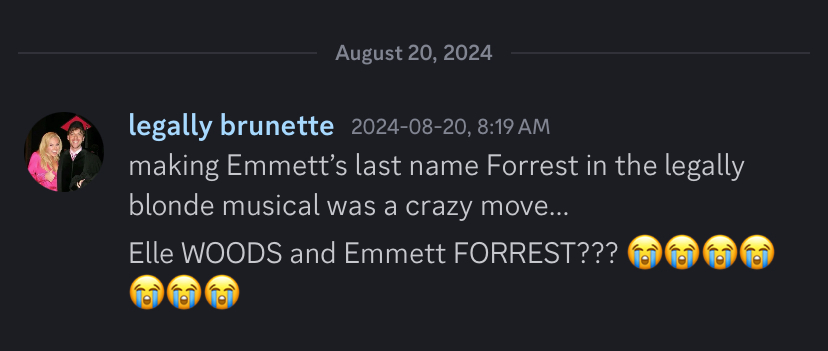 August 20, 2024
legally brunette 2024-08-20, 8:19 AM
making Emmett’s last name Forrest in the legally
blonde musical was a crazy move...
Elle WOODS and Emmett FORREST??? 😭😭😭😭
😭😭😭